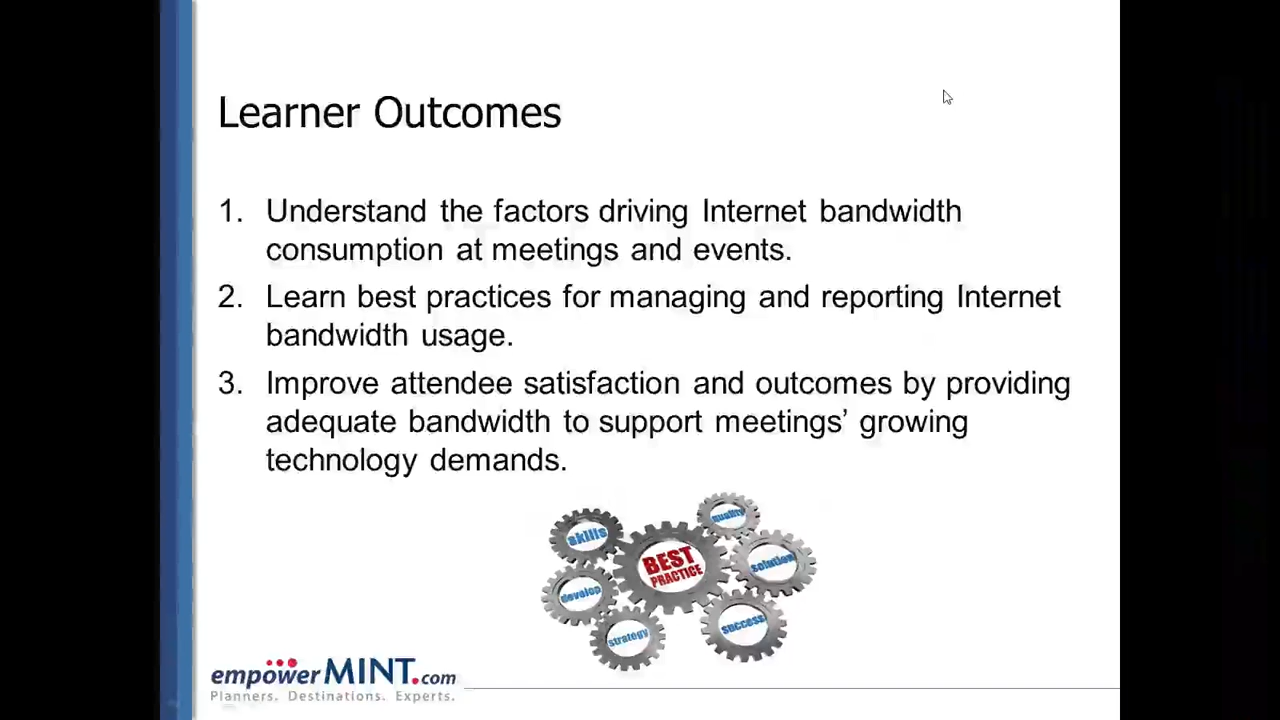 Learner Outcomes
1. Understand the factors driving Internet bandwidth
consumption at meetings and events.
2. Learn best practices for managing and reporting Internet
bandwidth usage.
3. Improve attendee satisfaction and outcomes by providing
adequate bandwidth to support meetings’ growing
technology demands.
quality
skills
BEST
PRACTICE
solution
develop
success
strategy
empowerMINT.com
Planners. Destinations. Experts.